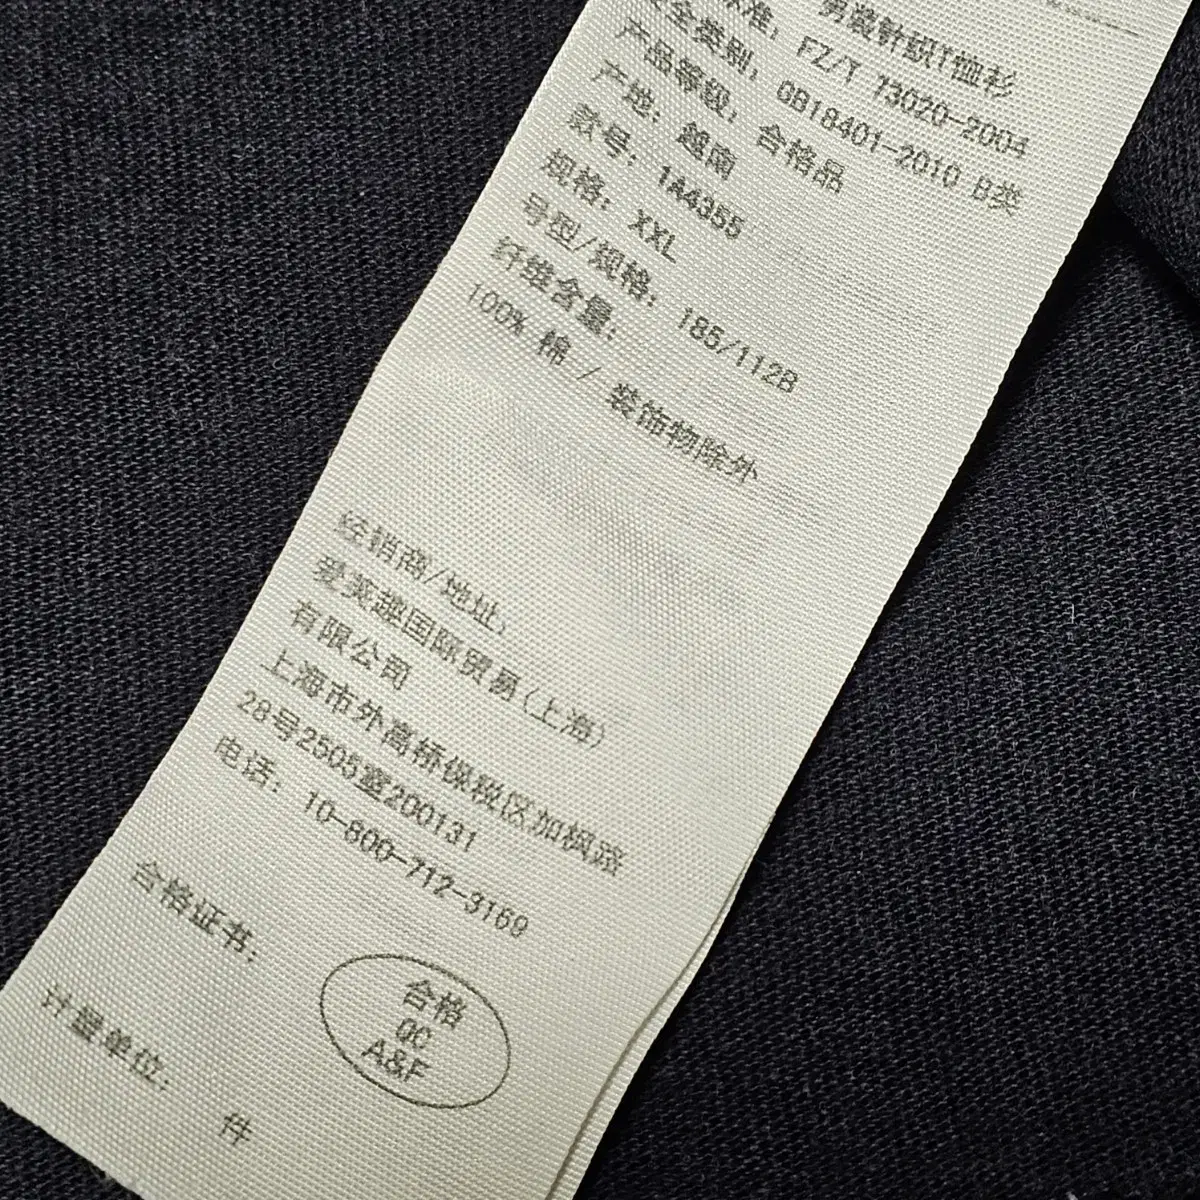 男装针织T恤衫
标准: FZ/T 73020-2004
安全类别: GB18401-2010 B类
产品等级: 合格品
产地: 越南
款号: 1A4355
规格: XXL
号型/规格: 185/112B
纤维含量:
100% 棉 / 装饰物除外
经销商/地址:
爱芙趣国际贸易(上海)
有限公司
上海市外高桥保税区加枫路
28号2505室200131
电话: 10-800-712-3169
合格证书:
合格
QC
A&F
计量单位: 件